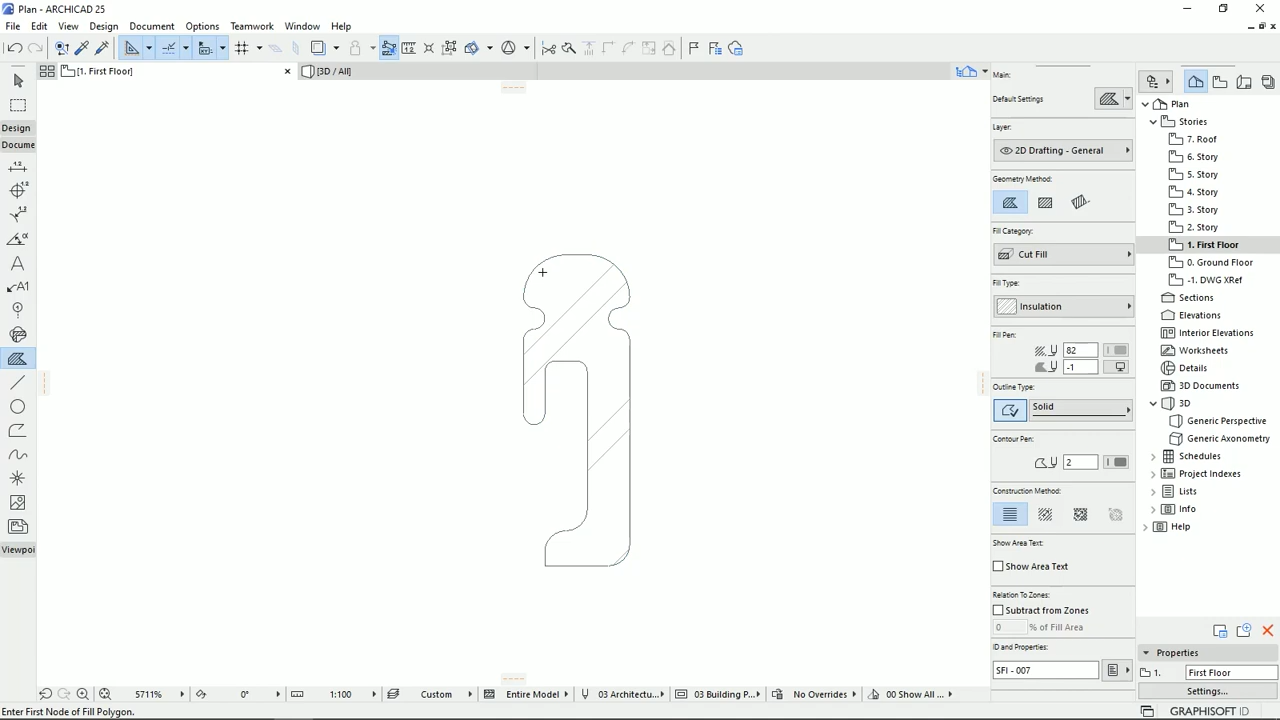 Plan - ARCHICAD 25
File Edit View Design Document Options Teamwork Window Help
[1. First Floor]
[3D / All]
Design
Docume
Viewpoi
1.2
1.2
A
A1
Main:
Default Settings
Layer:
2D Drafting - General
Geometry Method:
Fill Category:
Cut Fill
Fill Type:
Insulation
Fill Pen:
82
-1
Outline Type:
Solid
Contour Pen:
2
Construction Method:
Show Area Text:
Show Area Text
Relation To Zones:
Subtract from Zones
0 % of Fill Area
ID and Properties:
SFI - 007
Plan
Stories
7. Roof
6. Story
5. Story
4. Story
3. Story
2. Story
1. First Floor
0. Ground Floor
-1. DWG XRef
Sections
Elevations
Interior Elevations
Worksheets
Details
3D Documents
3D
Generic Perspective
Generic Axonometry
Schedules
Project Indexes
Lists
Info
Help
Properties
1. First Floor
Settings...
GRAPHISOFT ID
5711% 0° 1:100 Custom Entire Model 03 Architectu... 03 Building P... No Overrides 00 Show All ...
Enter First Node of Fill Polygon.